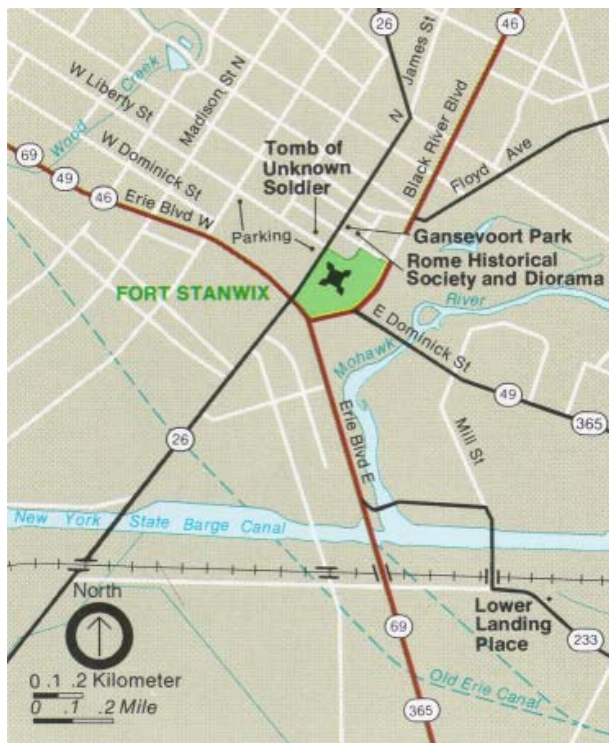 26
46
James St
N
Creek
Wood
W Liberty St
Madison St N
Black River Blvd
69
49
46
W Dominick St
Erie Blvd W
Tomb of
Unknown
Soldier
Floyd Ave
Parking
Gansevoort Park
Rome Historical
Society and Diorama
FORT STANWIX
River
Mohawk
E Dominick St
49
365
Erie Blvd E
Mill St
26
New York State Barge Canal
North
Lower
Landing
Place
233
69
0 .1 .2 Kilometer
0 .1 .2 Mile
Old Erie Canal
365